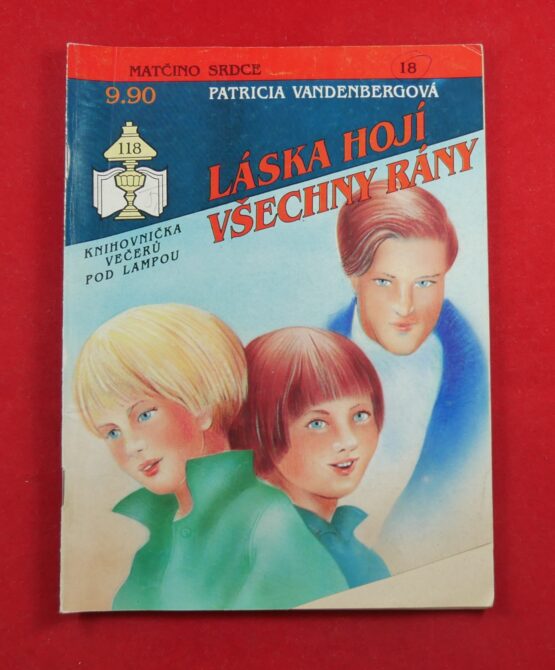 MATČINO SRDCE
18
9.90
PATRICIA VANDENBERGOVÁ
118
LÁSKA HOJÍ
VŠECHNY RÁNY
KNIHOVNIČKA
VEČERŮ
POD LAMPOU